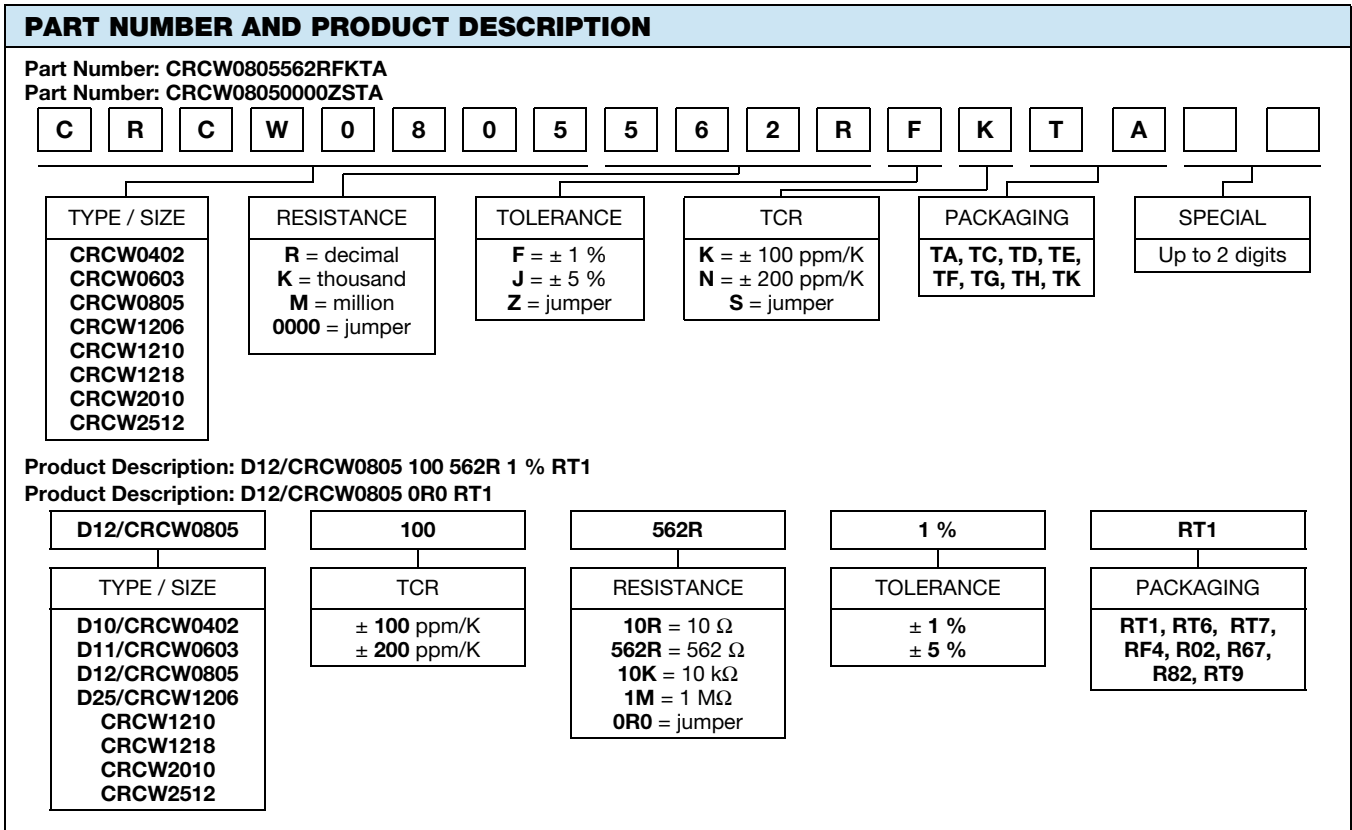 PART NUMBER AND PRODUCT DESCRIPTION
Part Number: CRCW0805562RFKTA
Part Number: CRCW08050000ZSTA
C R C W 0 8 0 5 5 6 2 R F K T A
TYPE / SIZE
CRCW0402
CRCW0603
CRCW0805
CRCW1206
CRCW1210
CRCW1218
CRCW2010
CRCW2512
RESISTANCE
R = decimal
K = thousand
M = million
0000 = jumper
TOLERANCE
F = ± 1 %
J = ± 5 %
Z = jumper
TCR
K = ± 100 ppm/K
N = ± 200 ppm/K
S = jumper
PACKAGING
TA, TC, TD, TE,
TF, TG, TH, TK
SPECIAL
Up to 2 digits
Product Description: D12/CRCW0805 100 562R 1 % RT1
Product Description: D12/CRCW0805 0R0 RT1
D12/CRCW0805
TYPE / SIZE
D10/CRCW0402
D11/CRCW0603
D12/CRCW0805
D25/CRCW1206
CRCW1210
CRCW1218
CRCW2010
CRCW2512
100
TCR
± 100 ppm/K
± 200 ppm/K
562R
RESISTANCE
10R = 10 Ω
562R = 562 Ω
10K = 10 kΩ
1M = 1 MΩ
0R0 = jumper
1 %
TOLERANCE
± 1 %
± 5 %
RT1
PACKAGING
RT1, RT6, RT7,
RF4, R02, R67,
R82, RT9